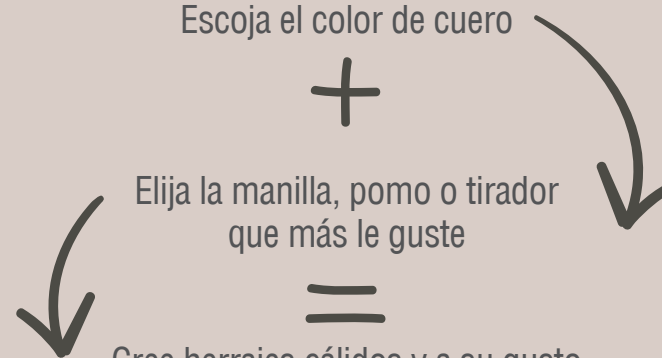 Escoja el color de cuero
+
Elija la manilla, pomo o tirador
que más le guste
=
Cree herrajes cálidos y a su gusto